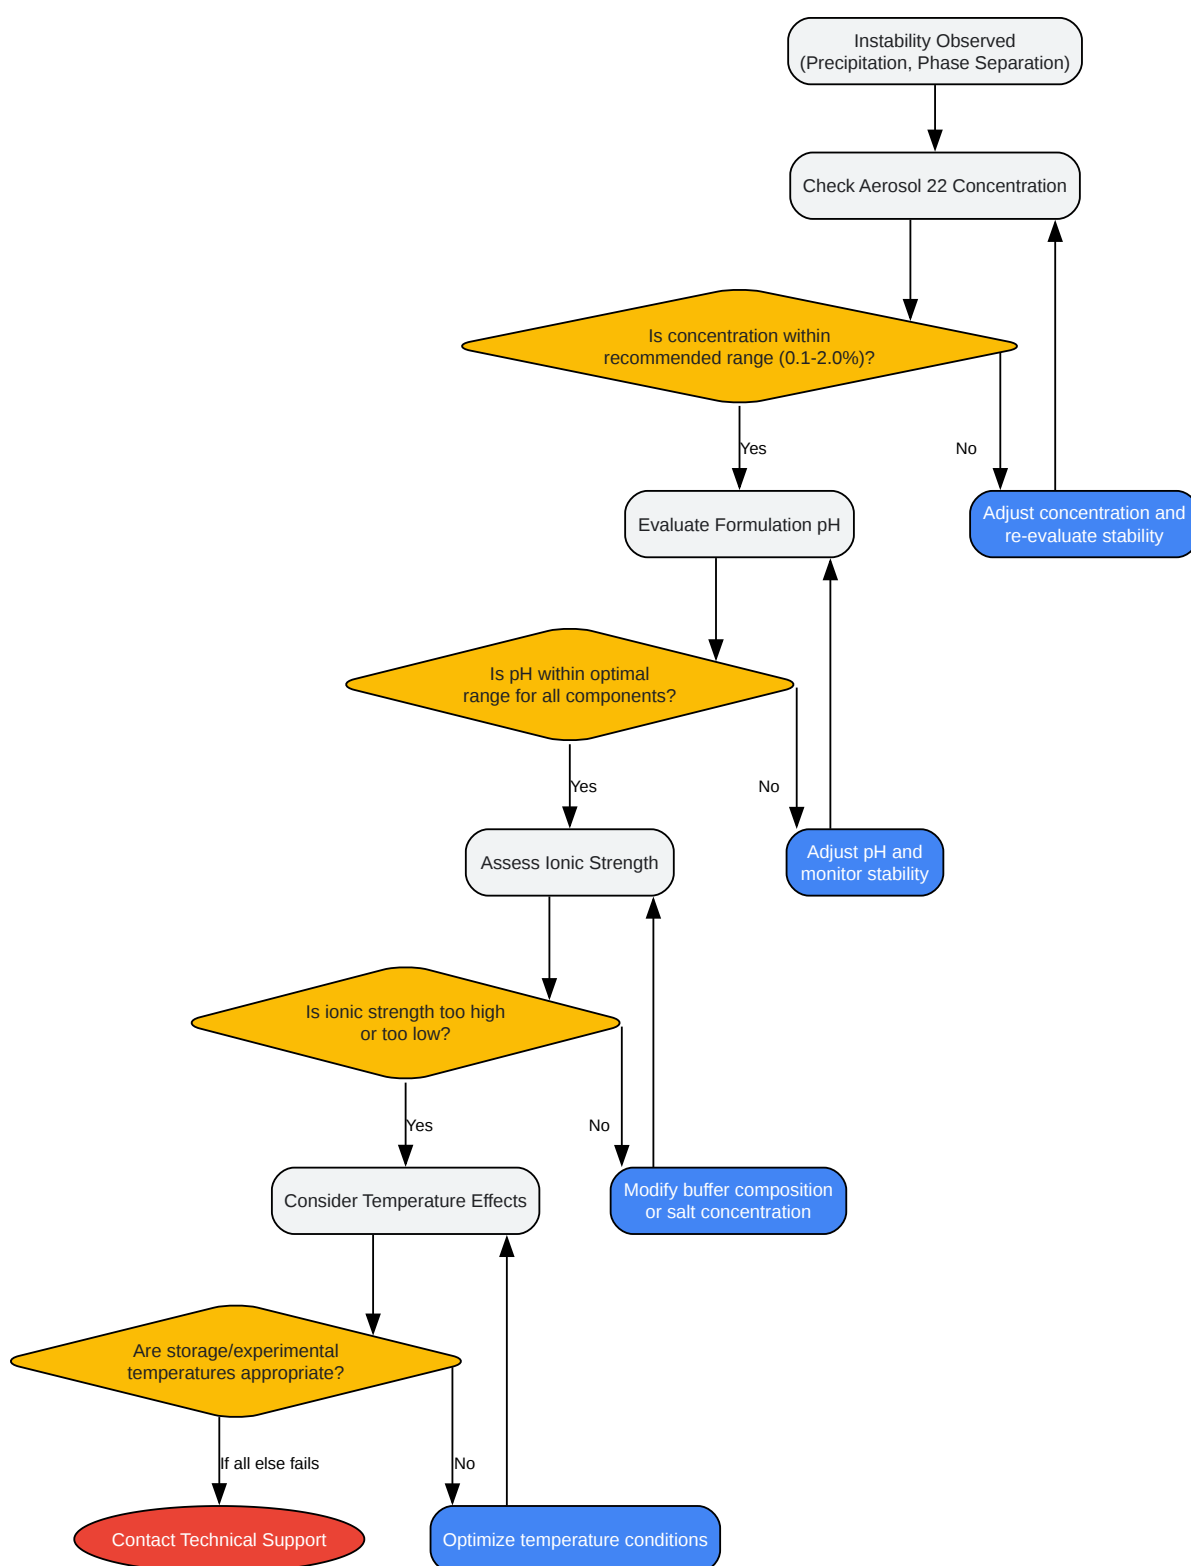 Instability Observed
(Precipitation, Phase Separation)
Check Aerosol 22 Concentration
Is concentration within
recommended range (0.1-2.0%)?
Yes
No
Evaluate Formulation pH
Adjust concentration and
re-evaluate stability
Is pH within optimal
range for all components?
Yes
No
Assess Ionic Strength
Adjust pH and
monitor stability
Is ionic strength too high
or too low?
Yes
No
Consider Temperature Effects
Modify buffer composition
or salt concentration
Are storage/experimental
temperatures appropriate?
If all else fails
No
Contact Technical Support
Optimize temperature conditions